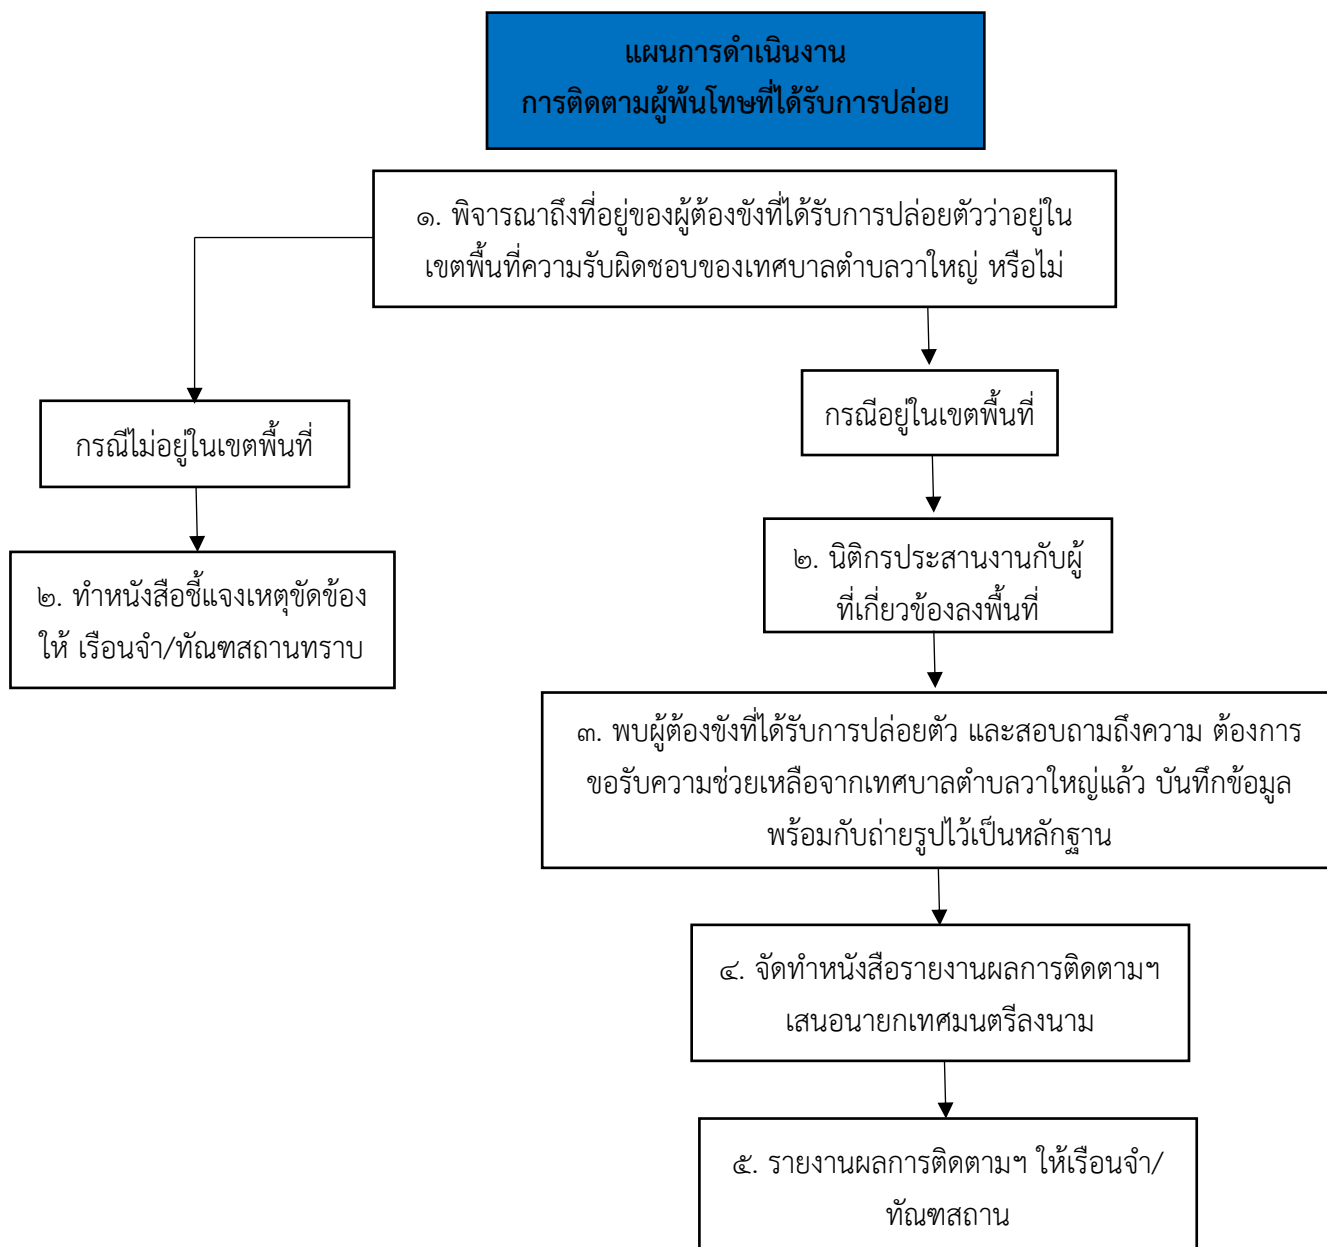 แผนการดำเนินงาน
การติดตามผู้พ้นโทษที่ได้รับการปล่อย
๑. พิจารณาถึงที่อยู่ของผู้ต้องขังที่ได้รับการปล่อยตัวว่าอยู่ใน
เขตพื้นที่ความรับผิดชอบของเทศบาลตำบลวาใหญ่ หรือไม่
กรณีไม่อยู่ในเขตพื้นที่
๒. ทำหนังสือชี้แจงเหตุขัดข้อง
ให้ เรือนจำ/ทัณฑสถานทราบ
กรณีอยู่ในเขตพื้นที่
๒. นิติกรประสานงานกับผู้
ที่เกี่ยวข้องลงพื้นที่
๓. พบผู้ต้องขังที่ได้รับการปล่อยตัว และสอบถามถึงความ ต้องการ
ขอรับความช่วยเหลือจากเทศบาลตำบลวาใหญ่แล้ว บันทึกข้อมูล
พร้อมกับถ่ายรูปไว้เป็นหลักฐาน
๔. จัดทำหนังสือรายงานผลการติดตามฯ
เสนอนายกเทศมนตรีลงนาม
๕. รายงานผลการติดตามฯ ให้เรือนจำ/
ทัณฑสถาน